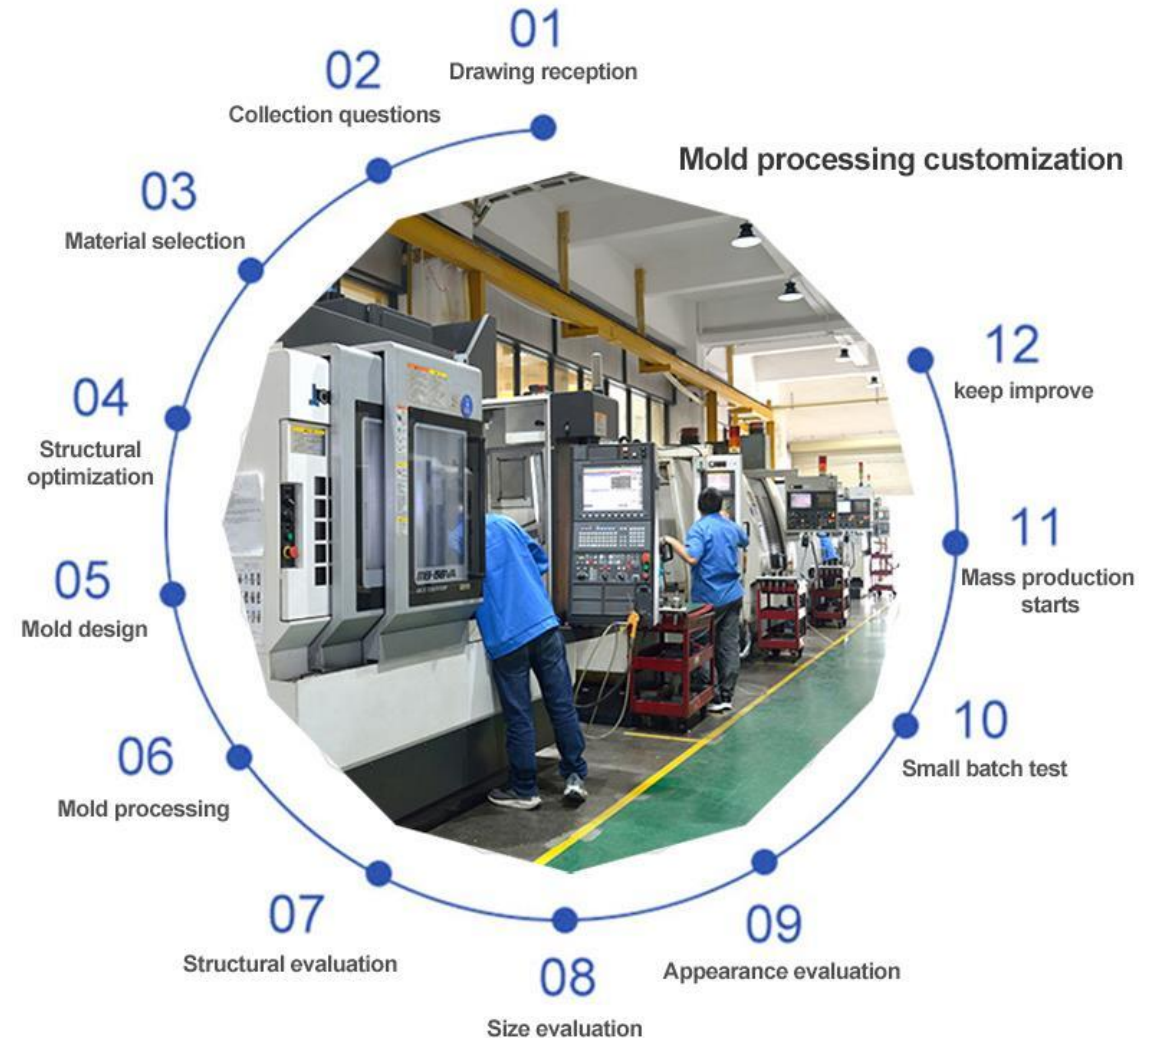 Mold processing customization
01
Drawing reception
02
Collection questions
03
Material selection
04
Structural
optimization
05
Mold design
06
Mold processing
07
Structural evaluation
08
Size evaluation
09
Appearance evaluation
10
Small batch test
11
Mass production
starts
12
keep improve